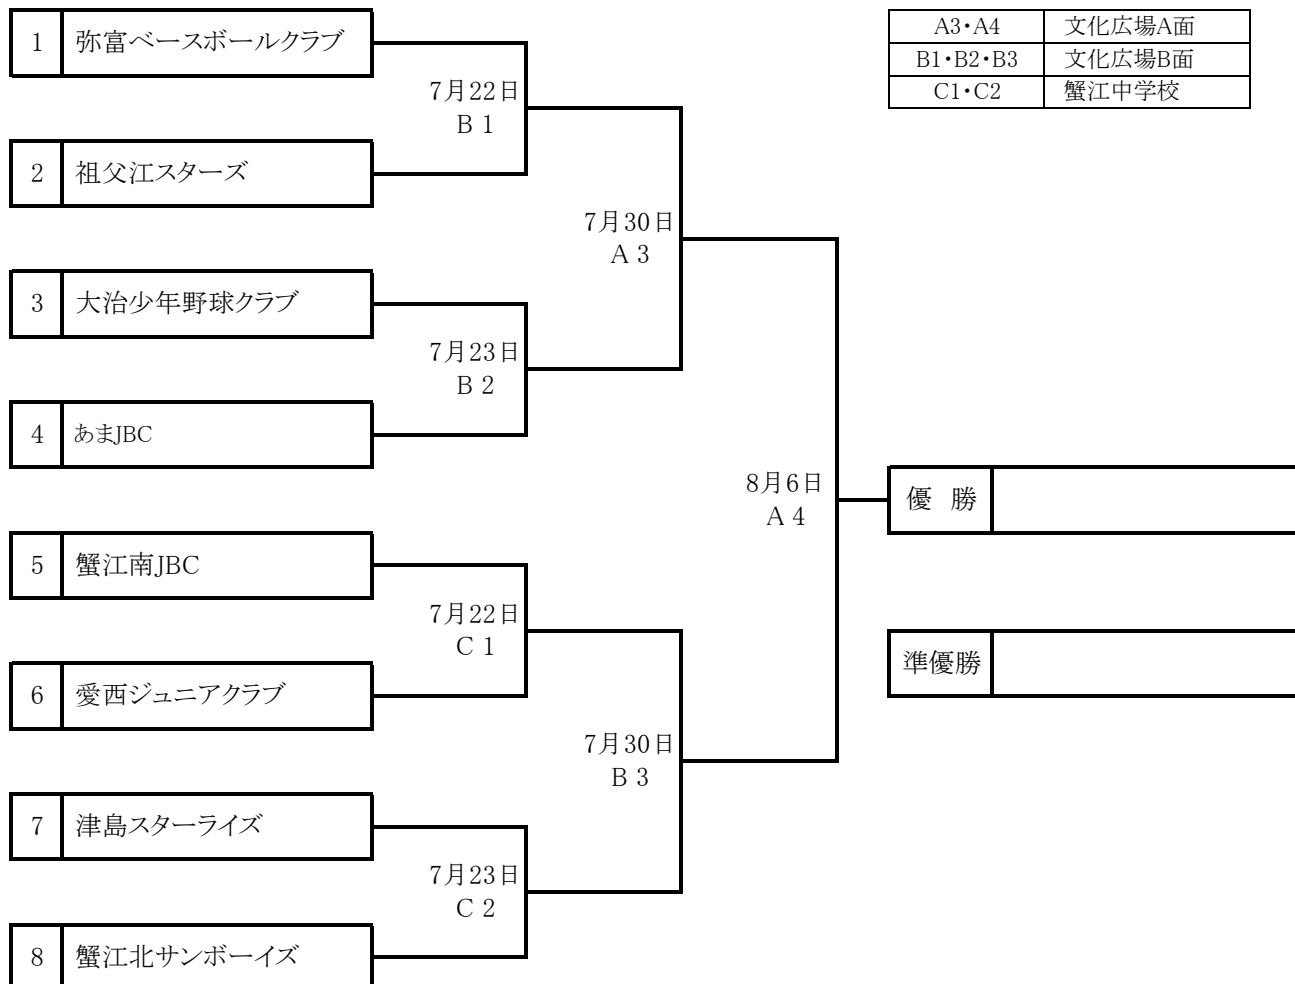 1 弥富ベースボールクラブ
A3・A4 文化広場A面
B1・B2・B3 文化広場B面
C1・C2 蟹江中学校
7月22日
B 1
2 祖父江スターズ
7月30日
A 3
3 大治少年野球クラブ
7月23日
B 2
4 あまJBC
8月6日
A 4
優 勝
5 蟹江南JBC
7月22日
C 1
準優勝
6 愛西ジュニアクラブ
7月30日
B 3
7 津島スターライズ
7月23日
C 2
8 蟹江北サンボーイズ